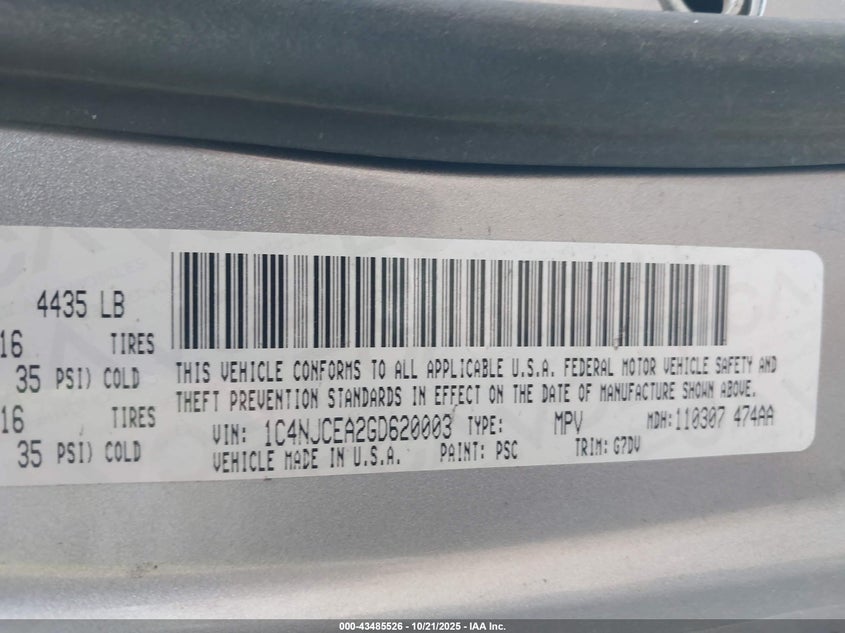 4435 LB
16 TIRES
35 PSI) COLD
16 TIRES
35 PSI) COLD
THIS VEHICLE CONFORMS TO ALL APPLICABLE U.S.A. FEDERAL MOTOR VEHICLE SAFETY AND
THEFT PREVENTION STANDARDS IN EFFECT ON THE DATE OF MANUFACTURE SHOWN ABOVE.
VIN: 1C4NJCEA2GD620003 TYPE: MPV MDH: 110307 474AA
VEHICLE MADE IN U.S.A. PAINT: PSC TRIM: G7DV
000-43485526 - 10/21/2025 - IAA Inc.